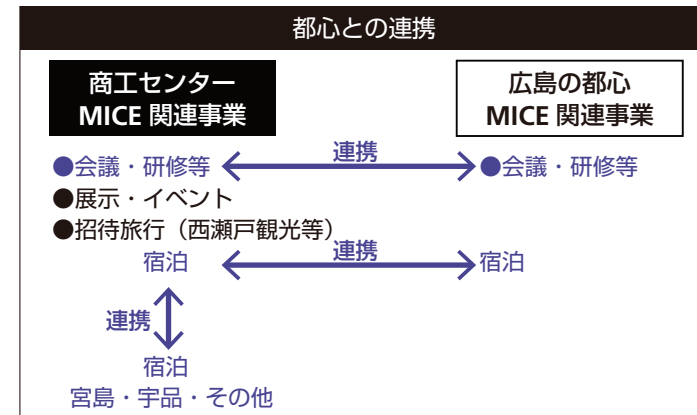 都心との連携
商工センター
MICE 関連事業
広島の都心
MICE 関連事業
●会議・研修等
連携
●会議・研修等
●展示・イベント
●招待旅行（西瀬戸観光等）
宿泊
連携
宿泊
連携
宿泊
宮島・宇品・その他